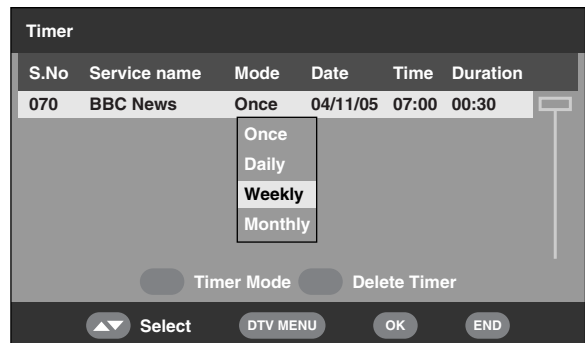 Timer
S.No Service name Mode Date Time Duration
070 BBC News Once 04/11/05 07:00 00:30
Once
Daily
Weekly
Monthly
Timer Mode Delete Timer
Select DTV MENU OK END